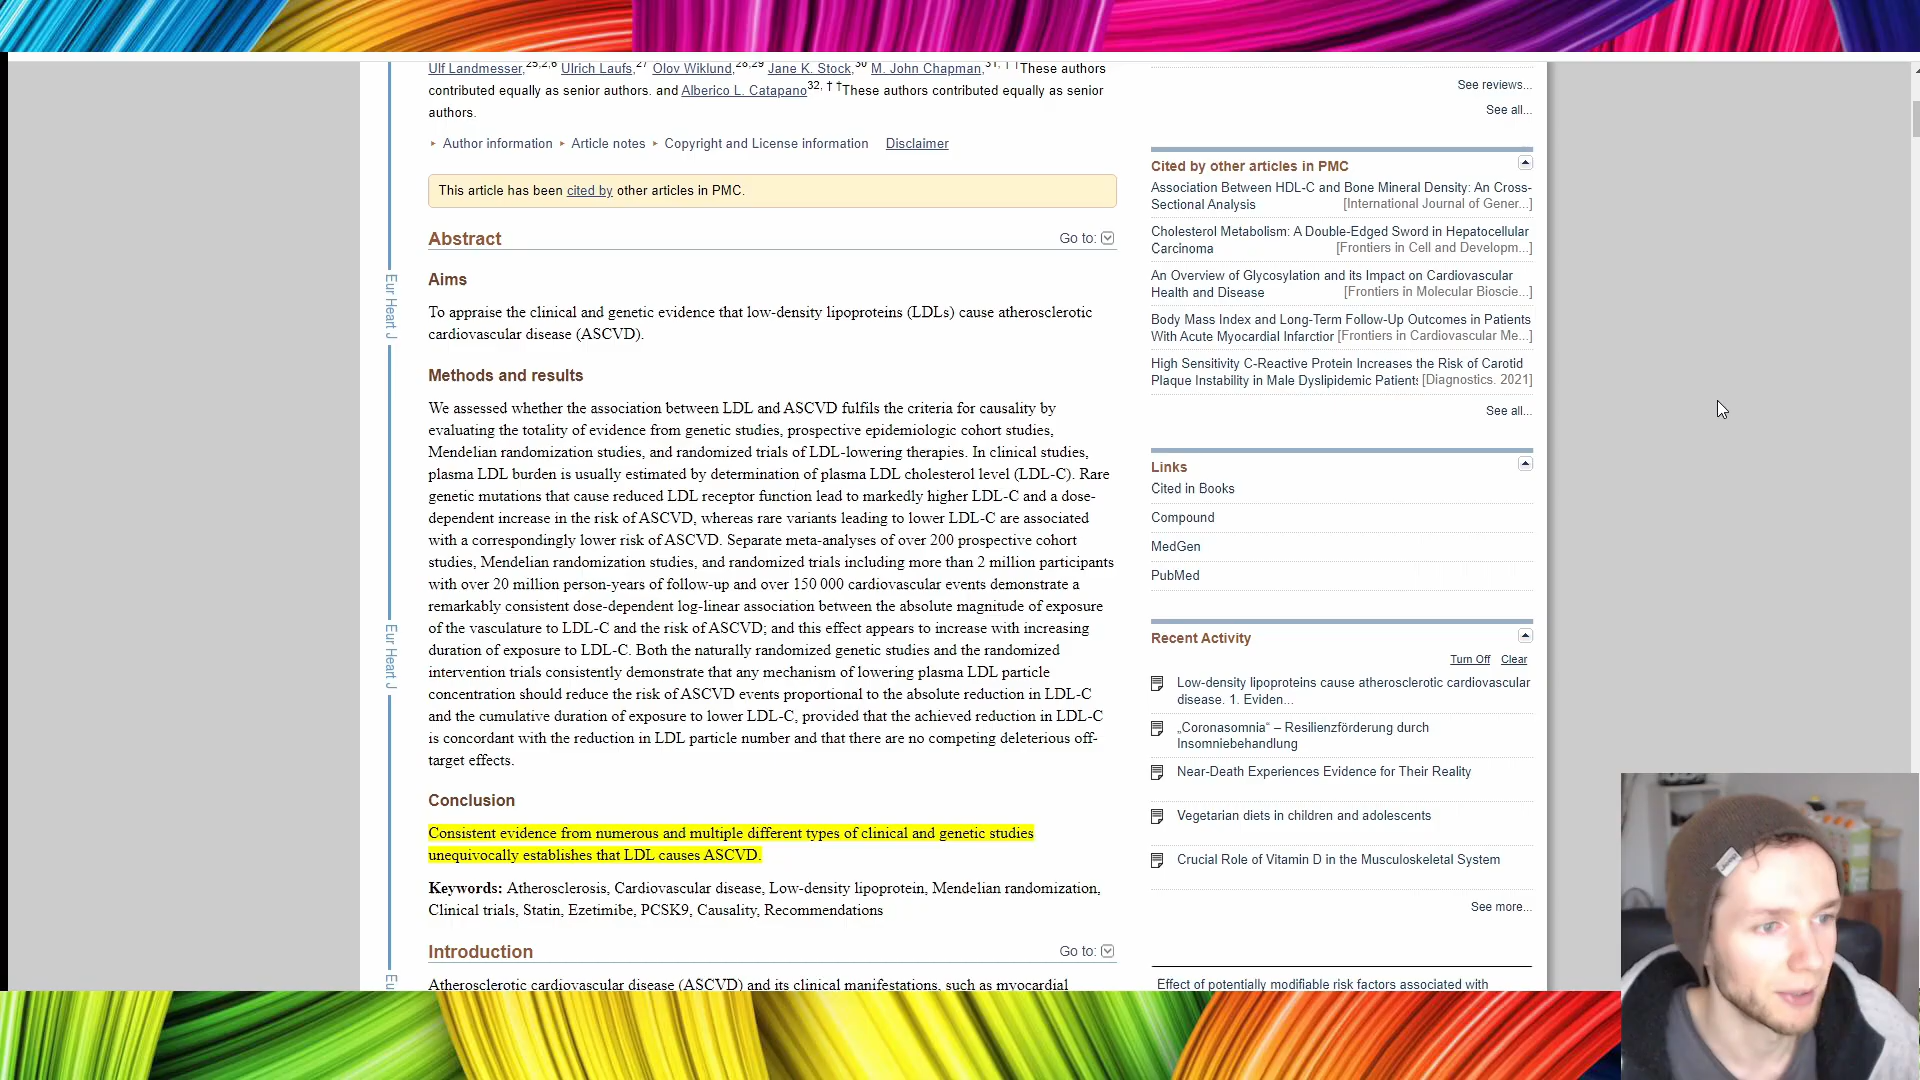 Ulf Landmesser,25,2,6 Ulrich Laufs,27 Olov Wiklund,28,29 Jane K. Stock,30 M. John Chapman,31, † †These authors
contributed equally as senior authors. and Alberico L. Catapano32, † †These authors contributed equally as senior
authors.
Author information Article notes Copyright and License information Disclaimer
This article has been cited by other articles in PMC.
Abstract
Go to:
Aims
To appraise the clinical and genetic evidence that low-density lipoproteins (LDLs) cause atherosclerotic
cardiovascular disease (ASCVD).
Methods and results
We assessed whether the association between LDL and ASCVD fulfils the criteria for causality by
evaluating the totality of evidence from genetic studies, prospective epidemiologic cohort studies,
Mendelian randomization studies, and randomized trials of LDL-lowering therapies. In clinical studies,
plasma LDL burden is usually estimated by determination of plasma LDL cholesterol level (LDL-C). Rare
genetic mutations that cause reduced LDL receptor function lead to markedly higher LDL-C and a dose-
dependent increase in the risk of ASCVD, whereas rare variants leading to lower LDL-C are associated
with a correspondingly lower risk of ASCVD. Separate meta-analyses of over 200 prospective cohort
studies, Mendelian randomization studies, and randomized trials including more than 2 million participants
with over 20 million person-years of follow-up and over 150 000 cardiovascular events demonstrate a
remarkably consistent dose-dependent log-linear association between the absolute magnitude of exposure
of the vasculature to LDL-C and the risk of ASCVD; and this effect appears to increase with increasing
duration of exposure to LDL-C. Both the naturally randomized genetic studies and the randomized
intervention trials consistently demonstrate that any mechanism of lowering plasma LDL particle
concentration should reduce the risk of ASCVD events proportional to the absolute reduction in LDL-C
and the cumulative duration of exposure to lower LDL-C, provided that the achieved reduction in LDL-C
is concordant with the reduction in LDL particle number and that there are no competing deleterious off-
target effects.
Conclusion
Consistent evidence from numerous and multiple different types of clinical and genetic studies
unequivocally establishes that LDL causes ASCVD.
Keywords: Atherosclerosis, Cardiovascular disease, Low-density lipoprotein, Mendelian randomization,
Clinical trials, Statin, Ezetimibe, PCSK9, Causality, Recommendations
Introduction
Go to:
Atherosclerotic cardiovascular disease (ASCVD) and its clinical manifestations, such as myocardial
Eur Heart J
Eur Heart J
Eu
See reviews...
See all...
Cited by other articles in PMC
Association Between HDL-C and Bone Mineral Density: An Cross-
Sectional Analysis [International Journal of Gener...]
Cholesterol Metabolism: A Double-Edged Sword in Hepatocellular
Carcinoma [Frontiers in Cell and Developm...]
An Overview of Glycosylation and its Impact on Cardiovascular
Health and Disease [Frontiers in Molecular Bioscie...]
Body Mass Index and Long-Term Follow-Up Outcomes in Patients
With Acute Myocardial Infarctior [Frontiers in Cardiovascular Me...]
High Sensitivity C-Reactive Protein Increases the Risk of Carotid
Plaque Instability in Male Dyslipidemic Patients [Diagnostics. 2021]
See all...
Links
Cited in Books
Compound
MedGen
PubMed
Recent Activity
Turn Off Clear
Low-density lipoproteins cause atherosclerotic cardiovascular
disease. 1. Eviden...
„Coronasomnia“ – Resilienzförderung durch
Insomniebehandlung
Near-Death Experiences Evidence for Their Reality
Vegetarian diets in children and adolescents
Crucial Role of Vitamin D in the Musculoskeletal System
See more...
Effect of potentially modifiable risk factors associated with